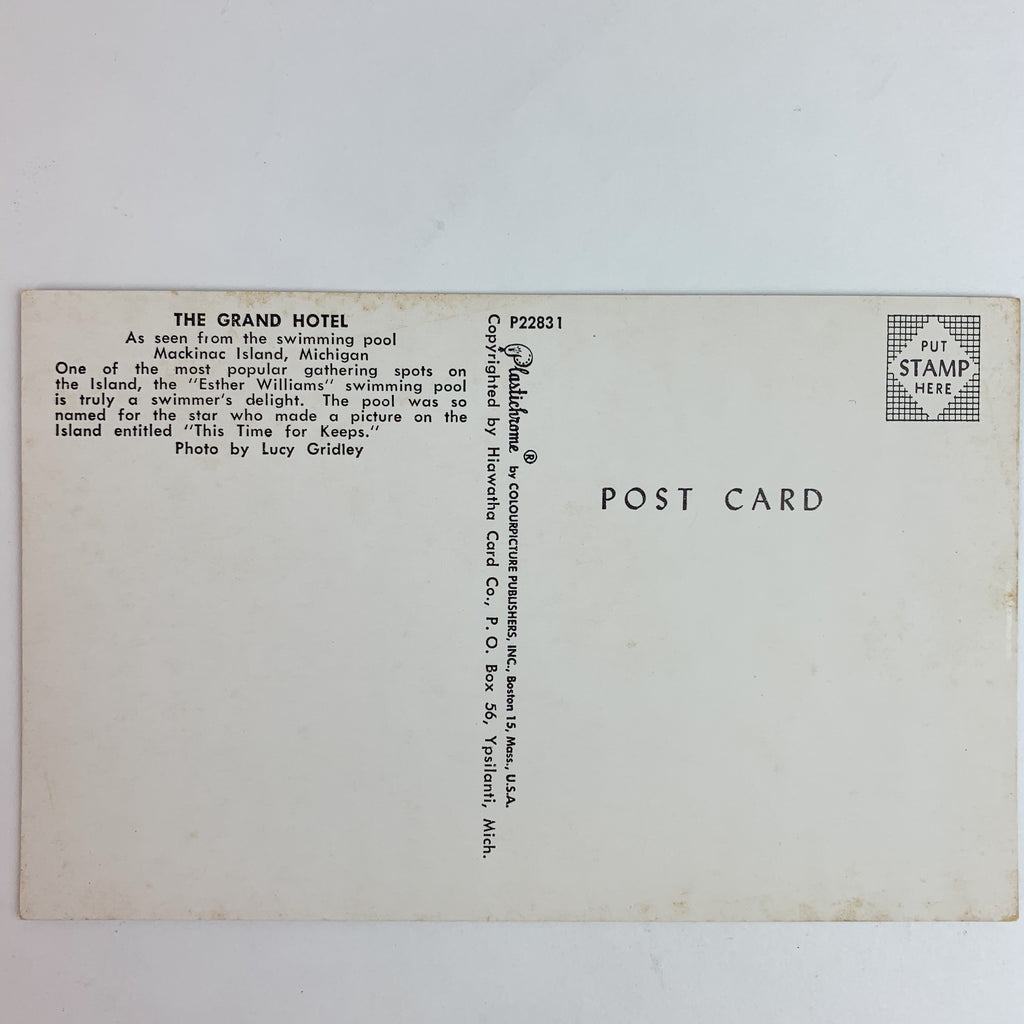 THE GRAND HOTEL
As seen from the swimming pool
Mackinac Island, Michigan
One of the most popular gathering spots on
the Island, the "Esther Williams" swimming pool
is truly a swimmer's delight. The pool was so
named for the star who made a picture on the
Island entitled "This Time for Keeps."
Photo by Lucy Gridley
P22831
Plastichrome® by COLOURPICTURE PUBLISHERS, INC., Boston 15, Mass., U.S.A.
Copyrighted by Hiawatha Card Co., P. O. Box 56, Ypsilanti, Mich.
PUT
STAMP
HERE
POST CARD